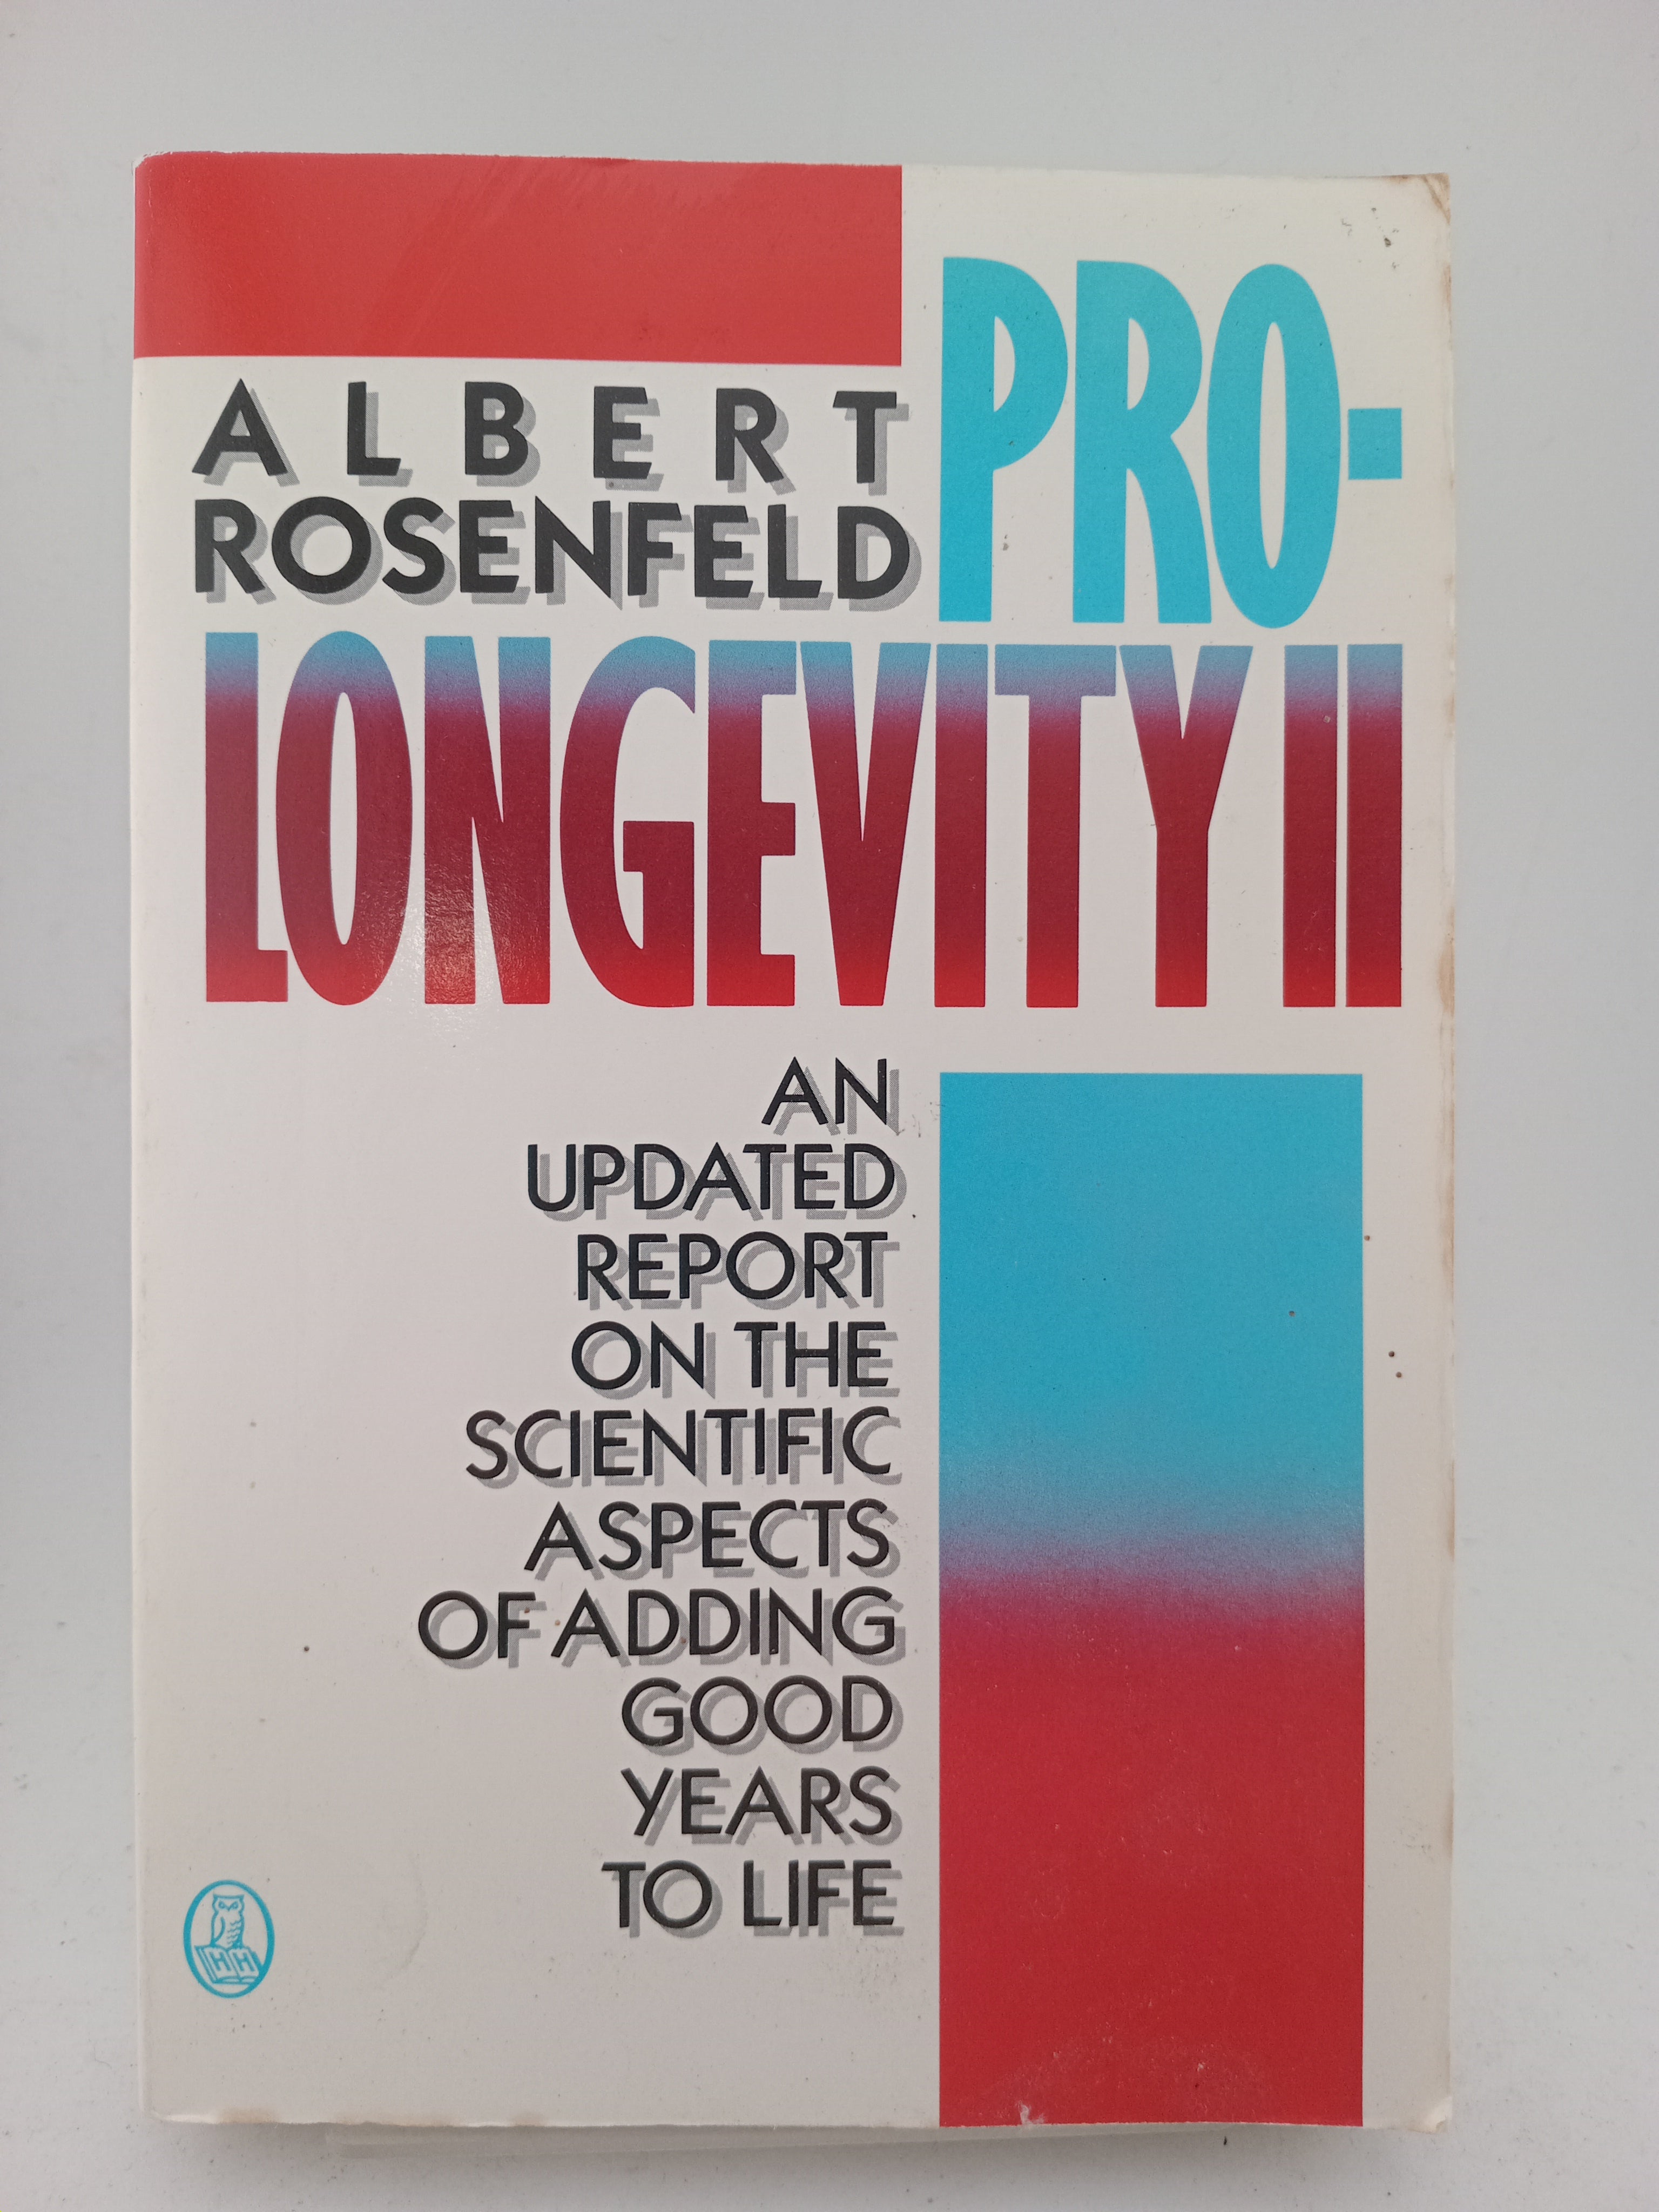 ALBERT
ROSENFELD
PRO-
LONGEVITY II
AN
UPDATED
REPORT
ON THE
SCIENTIFIC
ASPECTS
OF ADDING
GOOD
YEARS
TO LIFE
H H